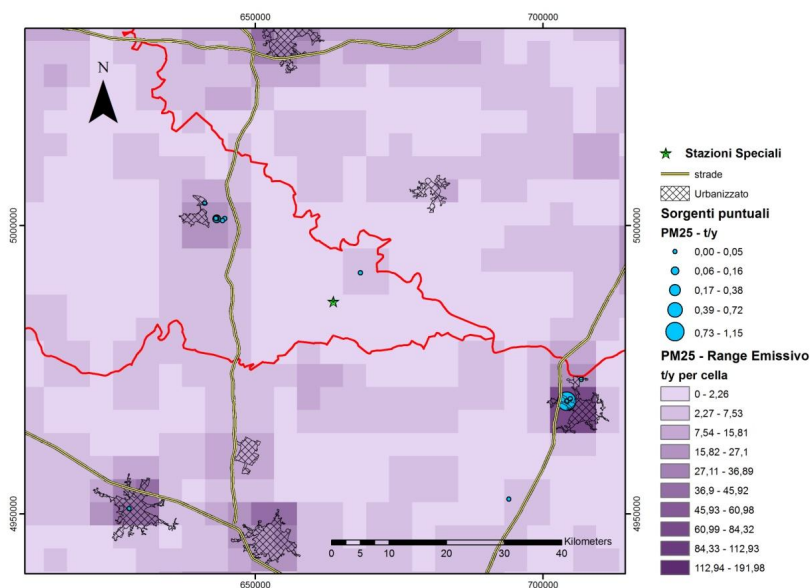 650000
700000
N
5000000
5000000
4950000
4950000
Kilometers
0 5 10 20 30 40
650000
700000
Stazioni Speciali
strade
Urbanizzato
Sorgenti puntuali
PM25 - t/y
0,00 - 0,05
0,06 - 0,16
0,17 - 0,38
0,39 - 0,72
0,73 - 1,15
PM25 - Range Emissivo
t/y per cella
0 - 2,26
2,27 - 7,53
7,54 - 15,81
15,82 - 27,1
27,11 - 36,89
36,9 - 45,92
45,93 - 60,98
60,99 - 84,32
84,33 - 112,93
112,94 - 191,98